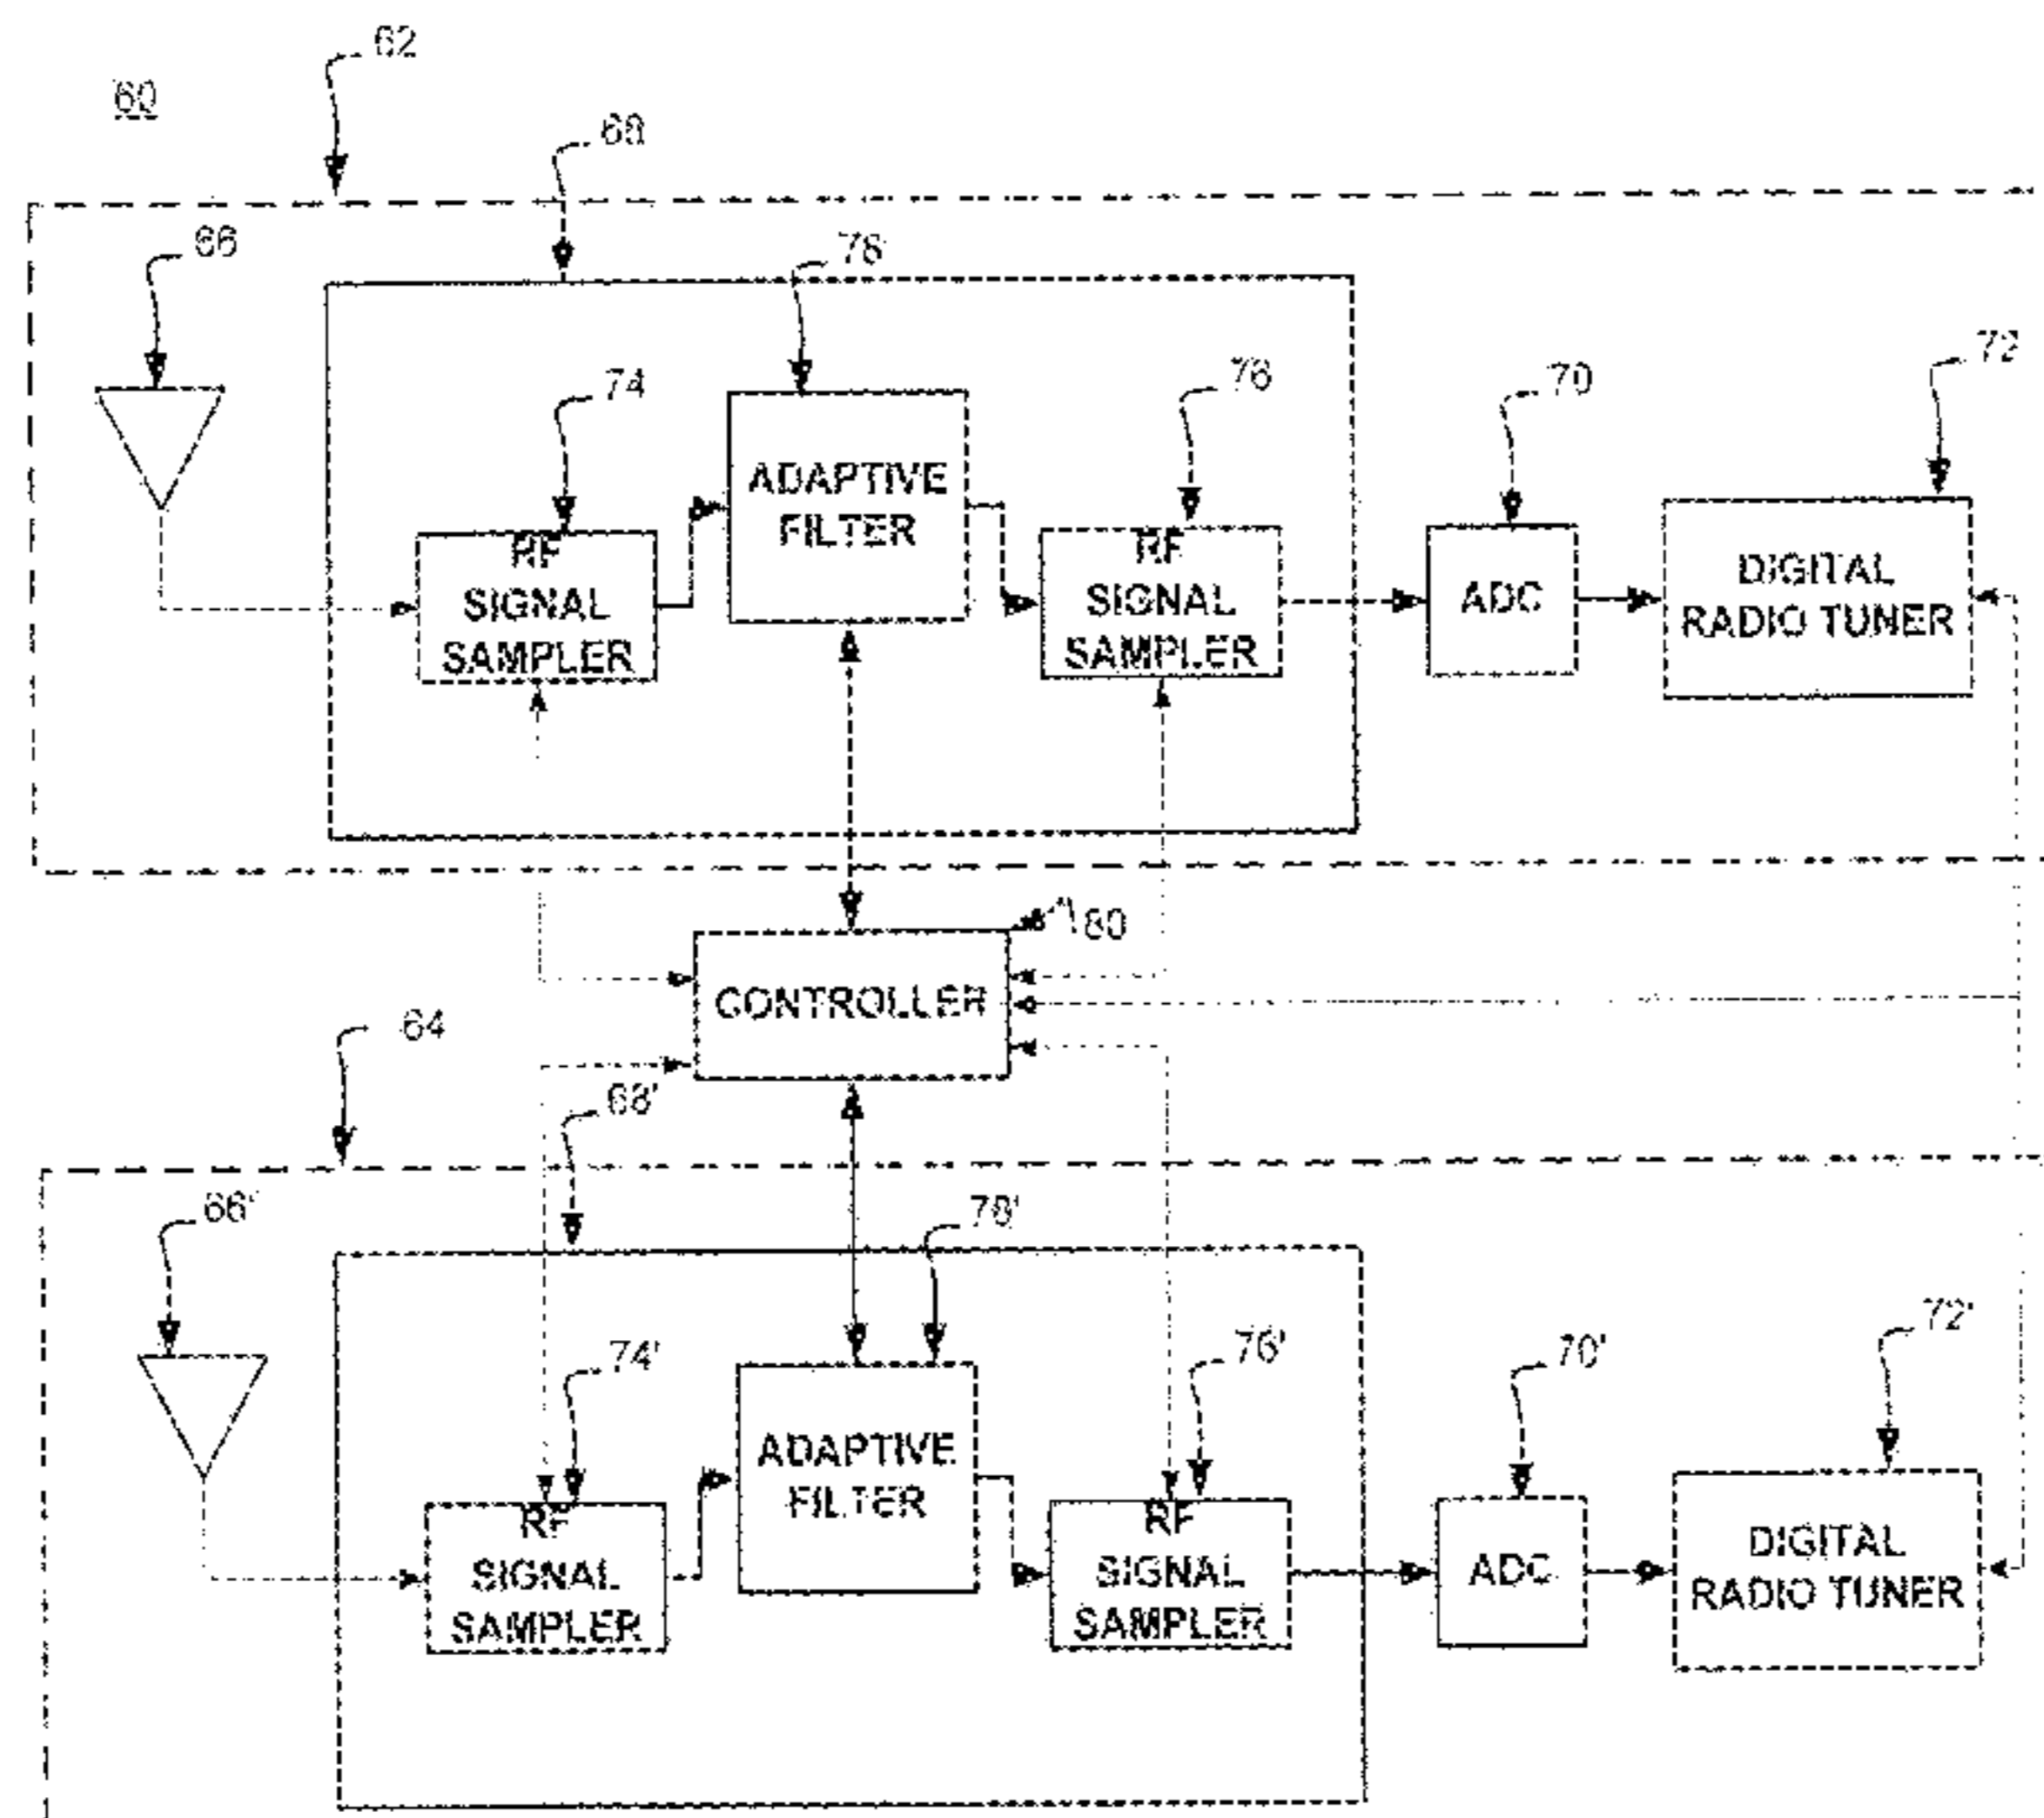 62
60
68
66
78
72
74
76
70
ADAPTIVE
FILTER
RF
SIGNAL
SAMPLER
RF
SIGNAL
SAMPLER
ADC
DIGITAL
RADIO TUNER
80
CONTROLLER
64
68'
66'
78'
72'
74'
76'
70'
ADAPTIVE
FILTER
RF
SIGNAL
SAMPLER
RF
SIGNAL
SAMPLER
ADC
DIGITAL
RADIO TUNER